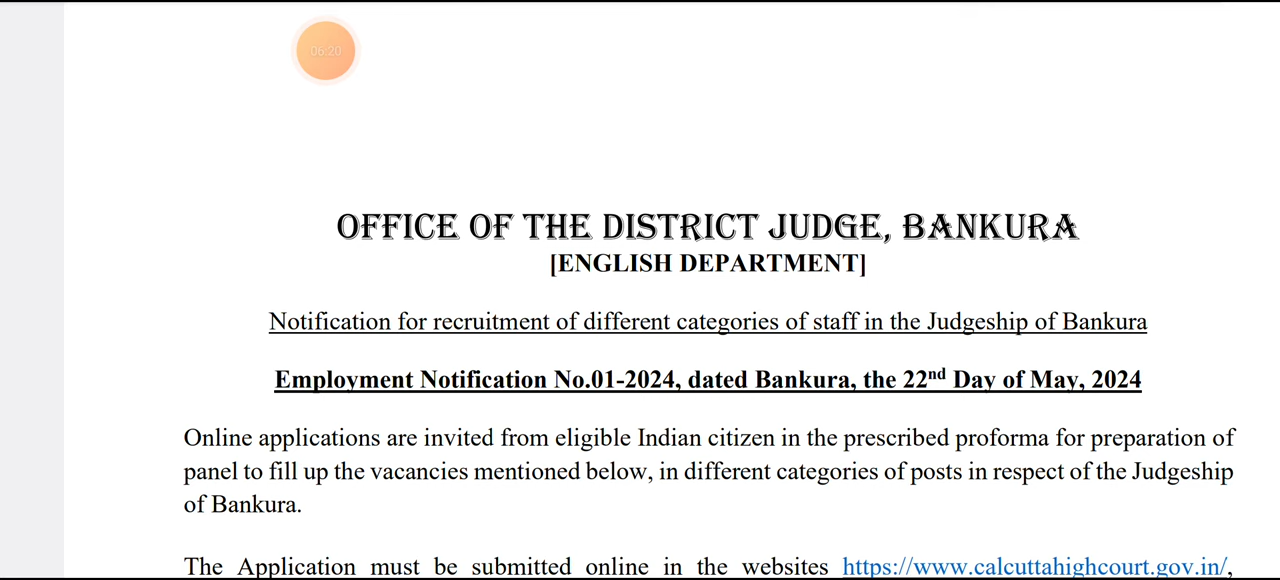 06:20
OFFICE OF THE DISTRICT JUDGE, BANKURA
[ENGLISH DEPARTMENT]
Notification for recruitment of different categories of staff in the Judgeship of Bankura
Employment Notification No.01-2024, dated Bankura, the 22nd Day of May, 2024
Online applications are invited from eligible Indian citizen in the prescribed proforma for preparation of
panel to fill up the vacancies mentioned below, in different categories of posts in respect of the Judgeship
of Bankura.
The Application must be submitted online in the websites https://www.calcuttahighcourt.gov.in/,